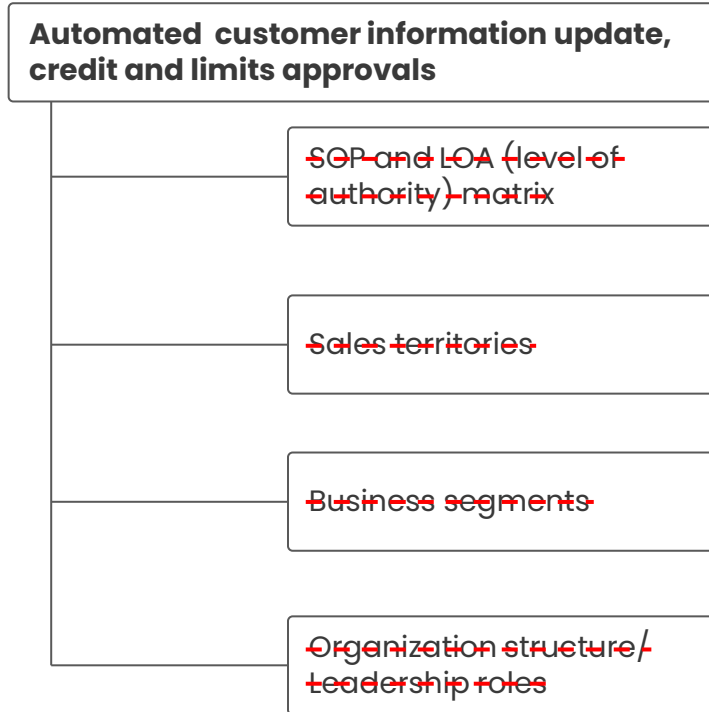 Automated customer information update,
credit and limits approvals
SOP and LOA (level of
authority) matrix
Sales territories
Business segments
Organization structure/
Leadership roles